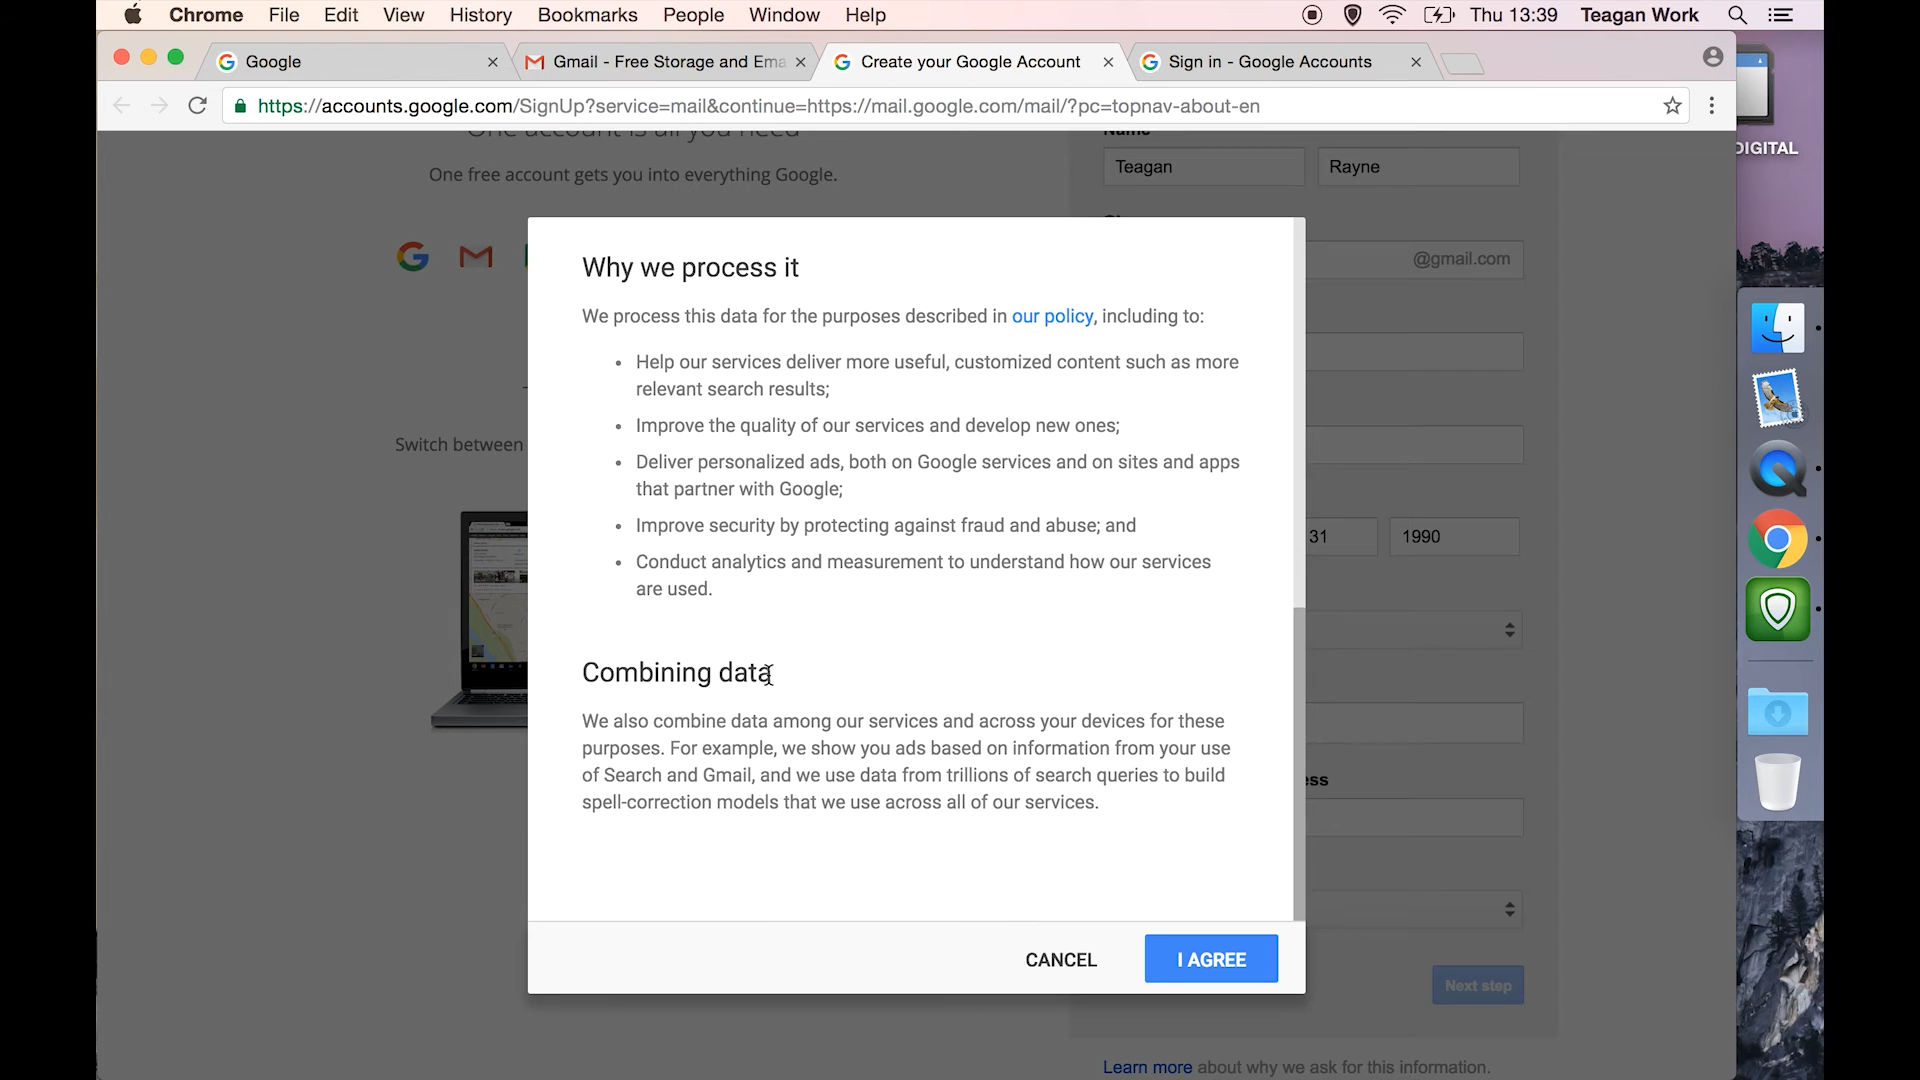 Chrome File Edit View History Bookmarks People Window Help Thu 13:39 Teagan Work
Google Gmail - Free Storage and Ema Create your Google Account Sign in - Google Accounts
https://accounts.google.com/SignUp?service=mail&continue=https://mail.google.com/mail/?pc=topnav-about-en
One account is all you need
Name
DIGITAL
One free account gets you into everything Google.
Teagan Rayne
@gmail.com
Why we process it
We process this data for the purposes described in our policy, including to:
• Help our services deliver more useful, customized content such as more
relevant search results;
• Improve the quality of our services and develop new ones;
• Deliver personalized ads, both on Google services and on sites and apps
that partner with Google;
• Improve security by protecting against fraud and abuse; and
• Conduct analytics and measurement to understand how our services
are used.
Switch between
31 1990
Combining data
We also combine data among our services and across your devices for these
purposes. For example, we show you ads based on information from your use
of Search and Gmail, and we use data from trillions of search queries to build
spell-correction models that we use across all of our services.
ess
CANCEL I AGREE
Next step
Learn more about why we ask for this information.